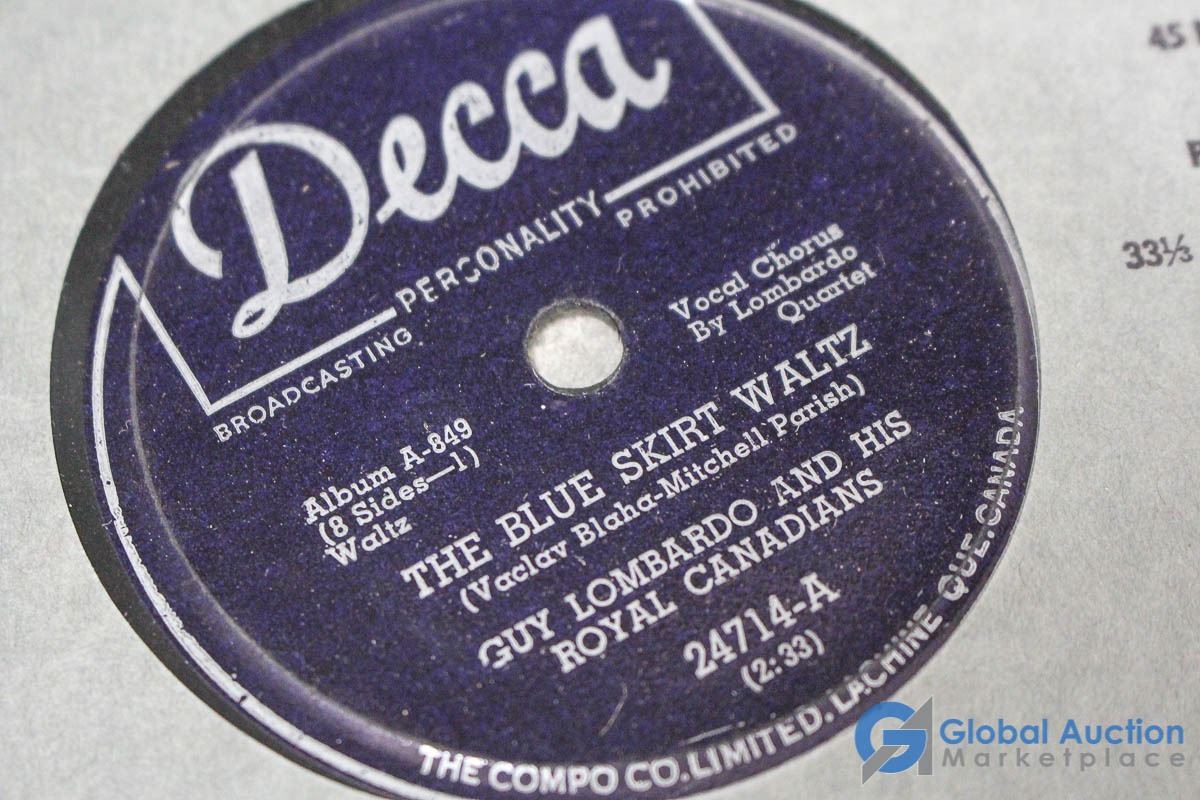 Decca
PERSONALITY
BROADCASTING PROHIBITED
Vocal Chorus
By Lombardo
Quartet
Album A-849
(8 Sides—1)
Waltz
THE BLUE SKIRT WALTZ
(Vaclav Blaha-Mitchell Parish)
GUY LOMBARDO AND HIS
ROYAL CANADIANS
24714-A
(2:33)
THE COMPO CO. LIMITED. LACHINE QUE. CANADA
45
33⅓
Global Auction
Marketplace